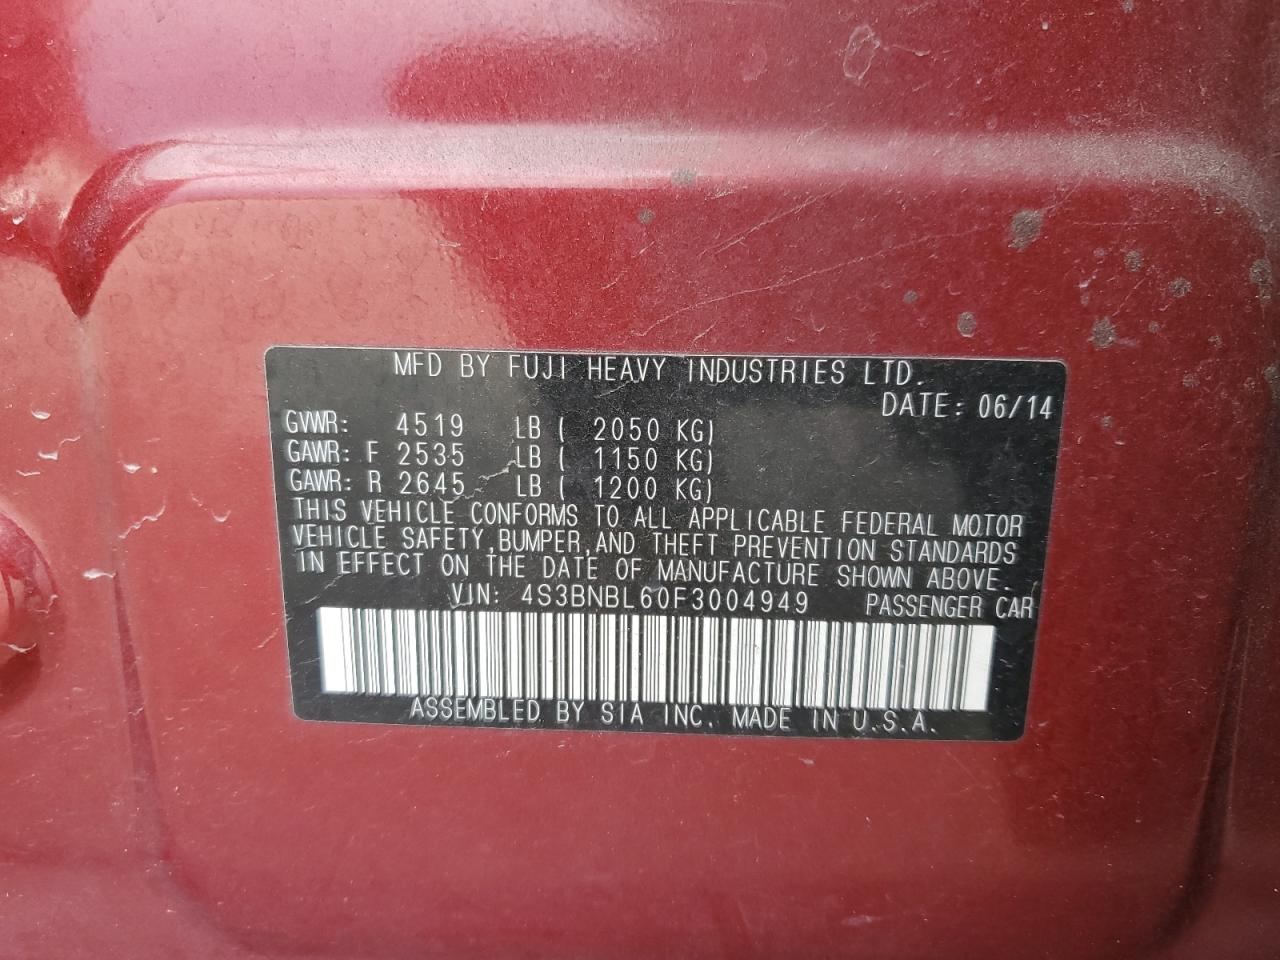 MFD BY FUJI HEAVY INDUSTRIES LTD.
DATE: 06/14
GVWR: 4519 LB ( 2050 KG)
GAWR: F 2535 LB ( 1150 KG)
GAWR: R 2645 LB ( 1200 KG)
THIS VEHICLE CONFORMS TO ALL APPLICABLE FEDERAL MOTOR
VEHICLE SAFETY,BUMPER,AND THEFT PREVENTION STANDARDS
IN EFFECT ON THE DATE OF MANUFACTURE SHOWN ABOVE.
VIN: 4S3BNBL60F3004949 PASSENGER CAR
ASSEMBLED BY SIA INC. MADE IN U.S.A.